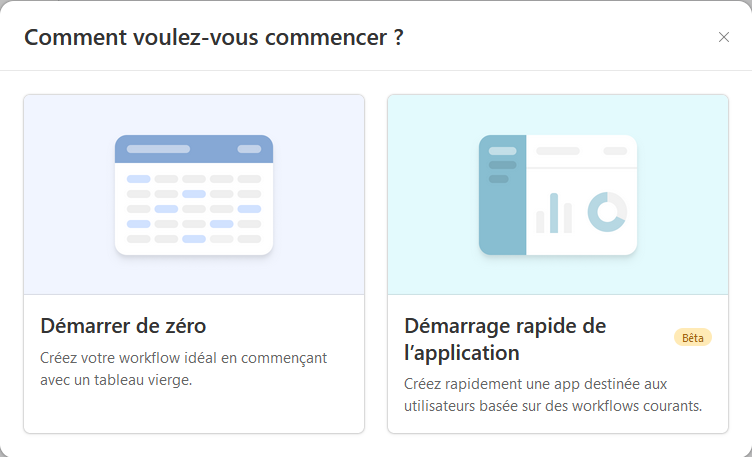 Comment voulez-vous commencer ?
Démarrer de zéro
Créez votre workflow idéal en commençant
avec un tableau vierge.
Démarrage rapide de
l’application
Bêta
Créez rapidement une app destinée aux
utilisateurs basée sur des workflows courants.